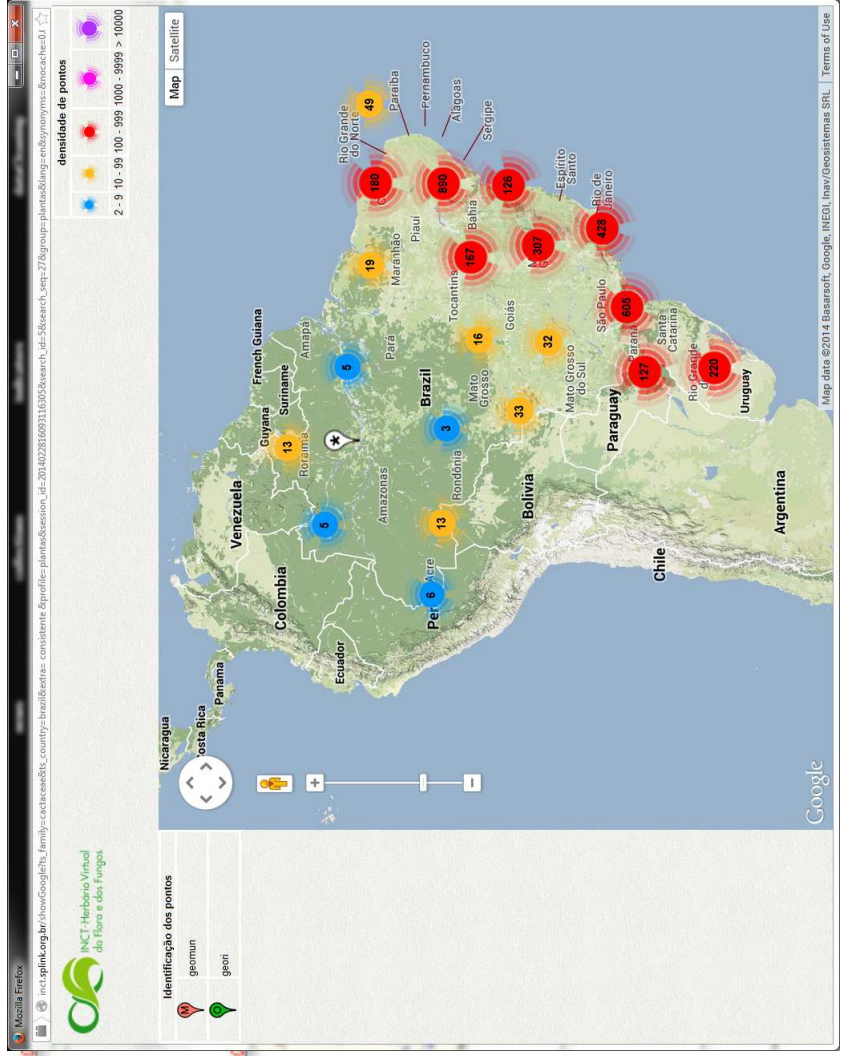 Mozilla Firefox
inct.splink.org.br/showGoogle?ts_family=cactaceae&ts_country=brazil&extra= consistente &profile=plantas&session_id=20140228160931163055&search_id=5&search_seq=27&group=plantas&lang=en&synonyms=&nocache=0.(
INCT-Herbário Virtual
da Flora e dos Fungos
densidade de pontos
2 - 9 10 - 99 100 - 999 1000 - 9999 > 10000
Identificação dos pontos
M
geomun
O
geori
Map Satellite
Nicaragua
Costa Rica
Panama
Venezuela
Guyana
Suriname
French Guiana
Colombia
Ecuador
13
Roraima
Amapá
*
5
5
Amazonas
Pará
19
Maranhão
Piauí
180
49
Rio Grande
do Norte
Paraíba
Pernambuco
Alagoas
Sergipe
890
Per
6
Acre
13
Rondônia
3
Brazil
Mato
Grosso
16
Tocantins
167
Bahia
126
Bolivia
33
32
Goiás
307
Mato Grosso
do Sul
Espírito
Santo
Rio de
Janeiro
428
São Paulo
605
Paraguay
Paraná
127
Santa
Catarina
Rio Grande
220
Uruguay
Chile
Argentina
Google
Map data ©2014 Basarsoft, Google, INEGI, Inav/Geosistemas SRL Terms of Use